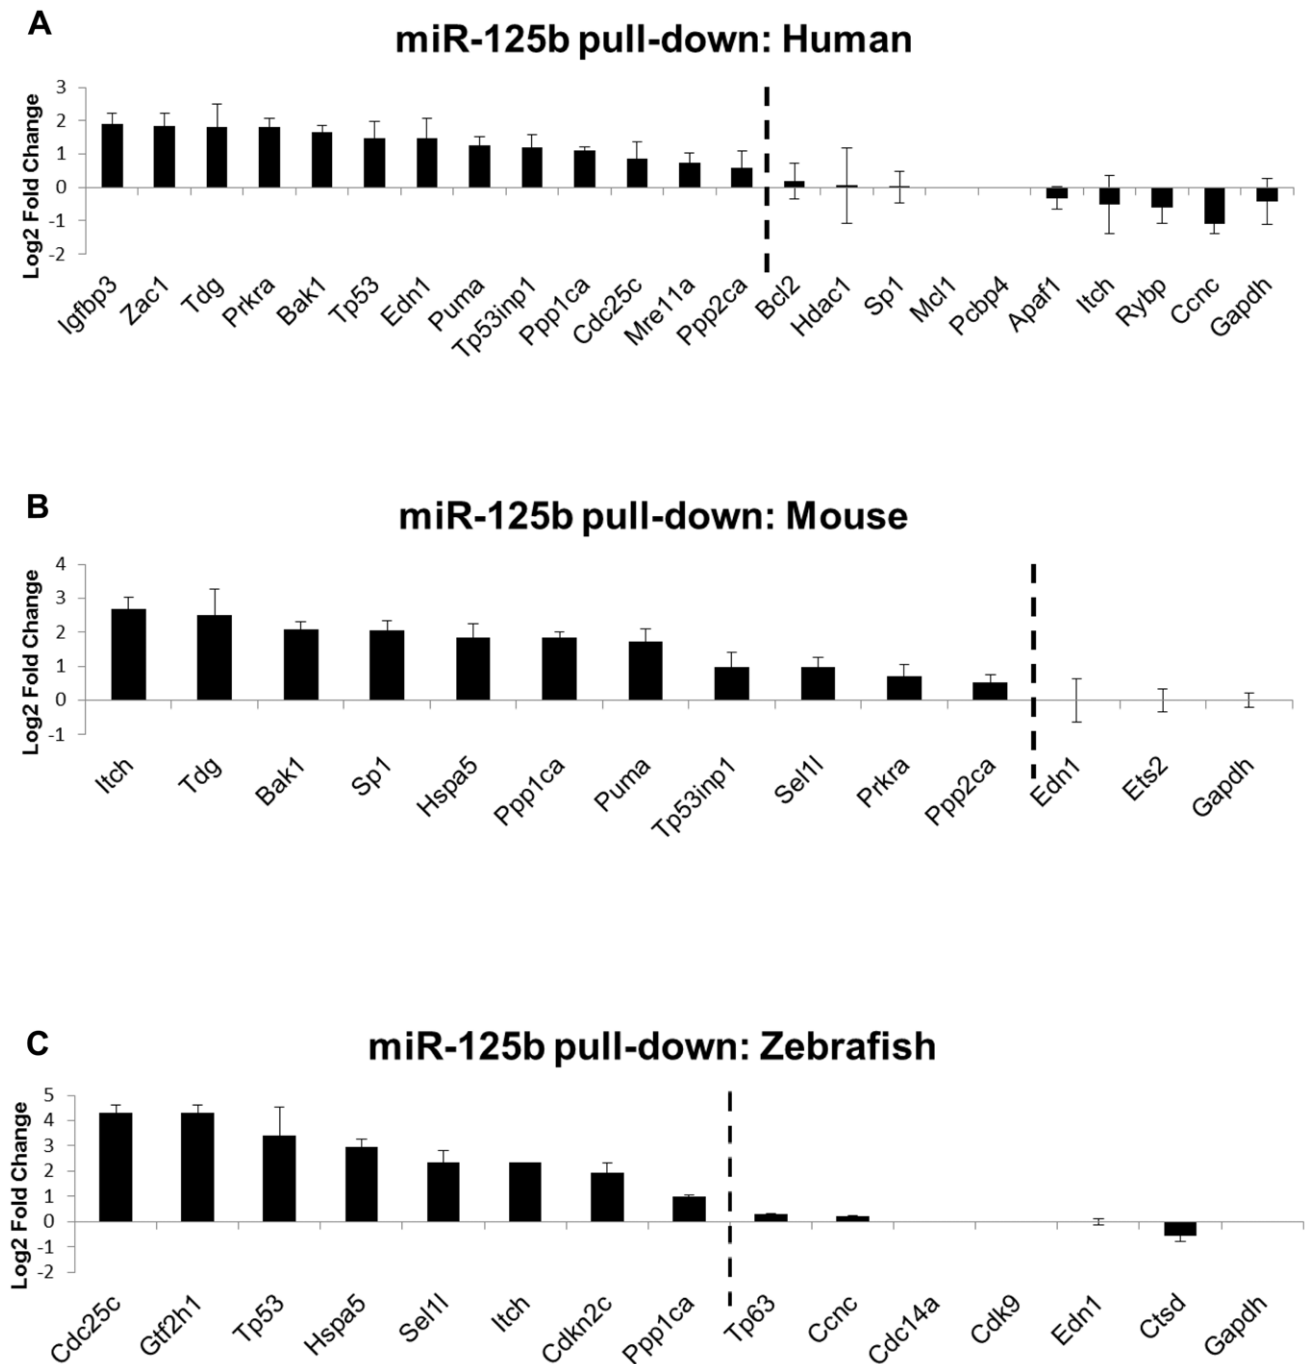 A
miR-125b pull-down: Human
Log2 Fold Change
3
2
1
0
-1
-2
Igfbp3 Zac1 Tdg Prkra Bak1 Tp53 Edn1 Puma Tp53inp1 Ppp1ca Cdc25c Mre11a Ppp2ca Bcl2 Hdac1 Sp1 Mcl1 Pcbp4 Apaf1 Itch Rybp Ccnc Gapdh
B
miR-125b pull-down: Mouse
Log2 Fold Change
4
3
2
1
0
-1
Itch Tdg Bak1 Sp1 Hspa5 Ppp1ca Puma Tp53inp1 Sel1l Prkra Ppp2ca Edn1 Ets2 Gapdh
C
miR-125b pull-down: Zebrafish
Log2 Fold Change
5
4
3
2
1
0
-1
-2
Cdc25c Gtf2h1 Tp53 Hspa5 Sel1l Itch Cdkn2c Ppp1ca Tp63 Ccnc Cdc14a Cdk9 Edn1 Ctsd Gapdh